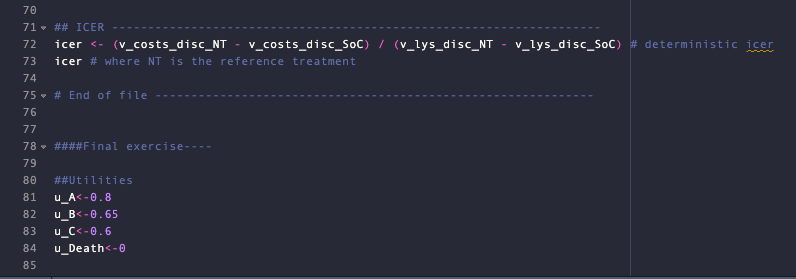 70
71 ## ICER -------------------------------------------------------------------
72 icer <- (v_costs_disc_NT - v_costs_disc_SoC) / (v_lys_disc_NT - v_lys_disc_SoC) # deterministic icer
73 icer # where NT is the reference treatment
74
75 # End of file ------------------------------------------------------------
76
77
78 ####Final exercise----
79
80 ##Utilities
81 u_A<-0.8
82 u_B<-0.65
83 u_C<-0.6
84 u_Death<-0
85